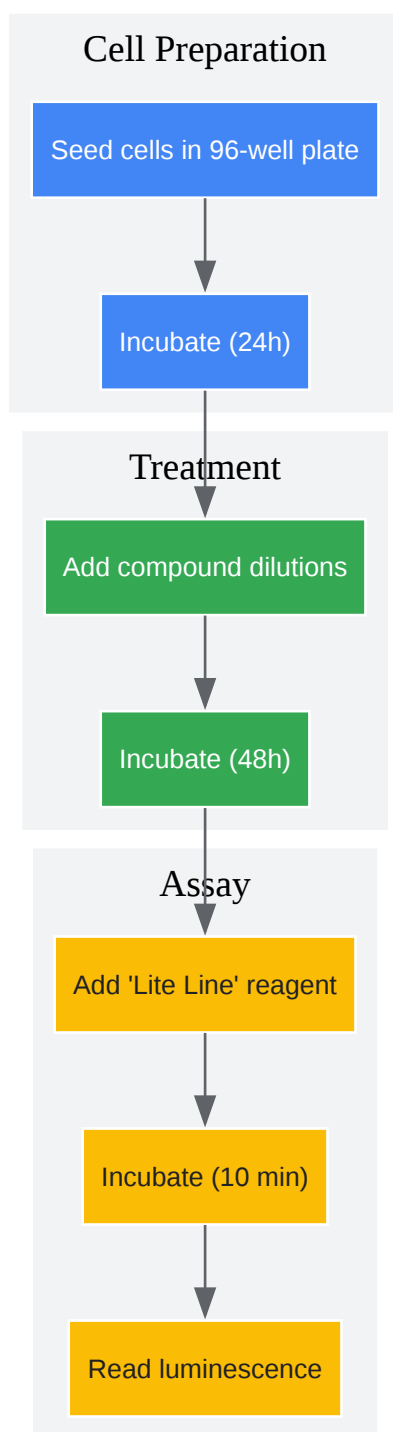 Cell Preparation
Seed cells in 96-well plate
Incubate (24h)
Treatment
Add compound dilutions
Incubate (48h)
Assay
Add 'Lite Line' reagent
Incubate (10 min)
Read luminescence